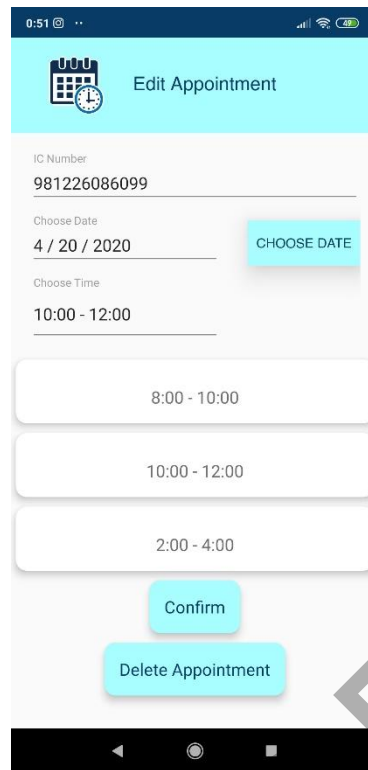 0:51
49
Edit Appointment
IC Number
981226086099
Choose Date
4 / 20 / 2020
CHOOSE DATE
Choose Time
10:00 - 12:00
8:00 - 10:00
10:00 - 12:00
2:00 - 4:00
Confirm
Delete Appointment